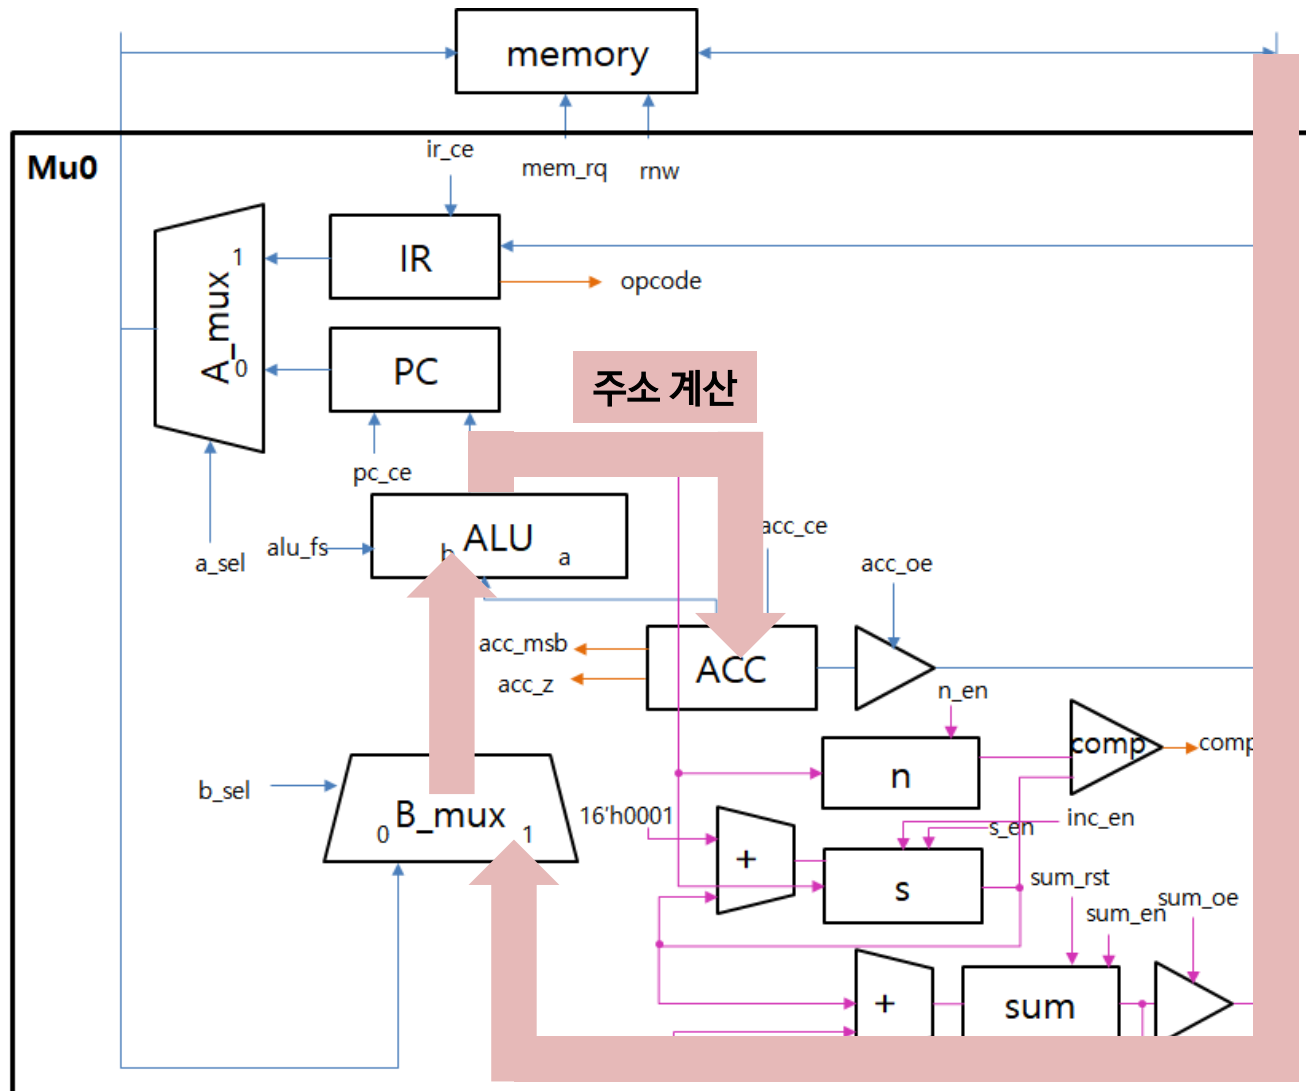 memory
Mu0
ir_ce
mem_rq
rnw
IR
1
A_mux
opcode
0
PC
주소 계산
pc_ce
a_sel
alu_fs
ALU
b
a
acc_ce
acc_oe
acc_msb
acc_z
ACC
n_en
comp
comp
n
b_sel
B_mux
0
1
16'h0001
inc_en
s_en
+
s
sum_rst
sum_en
sum_oe
+
sum